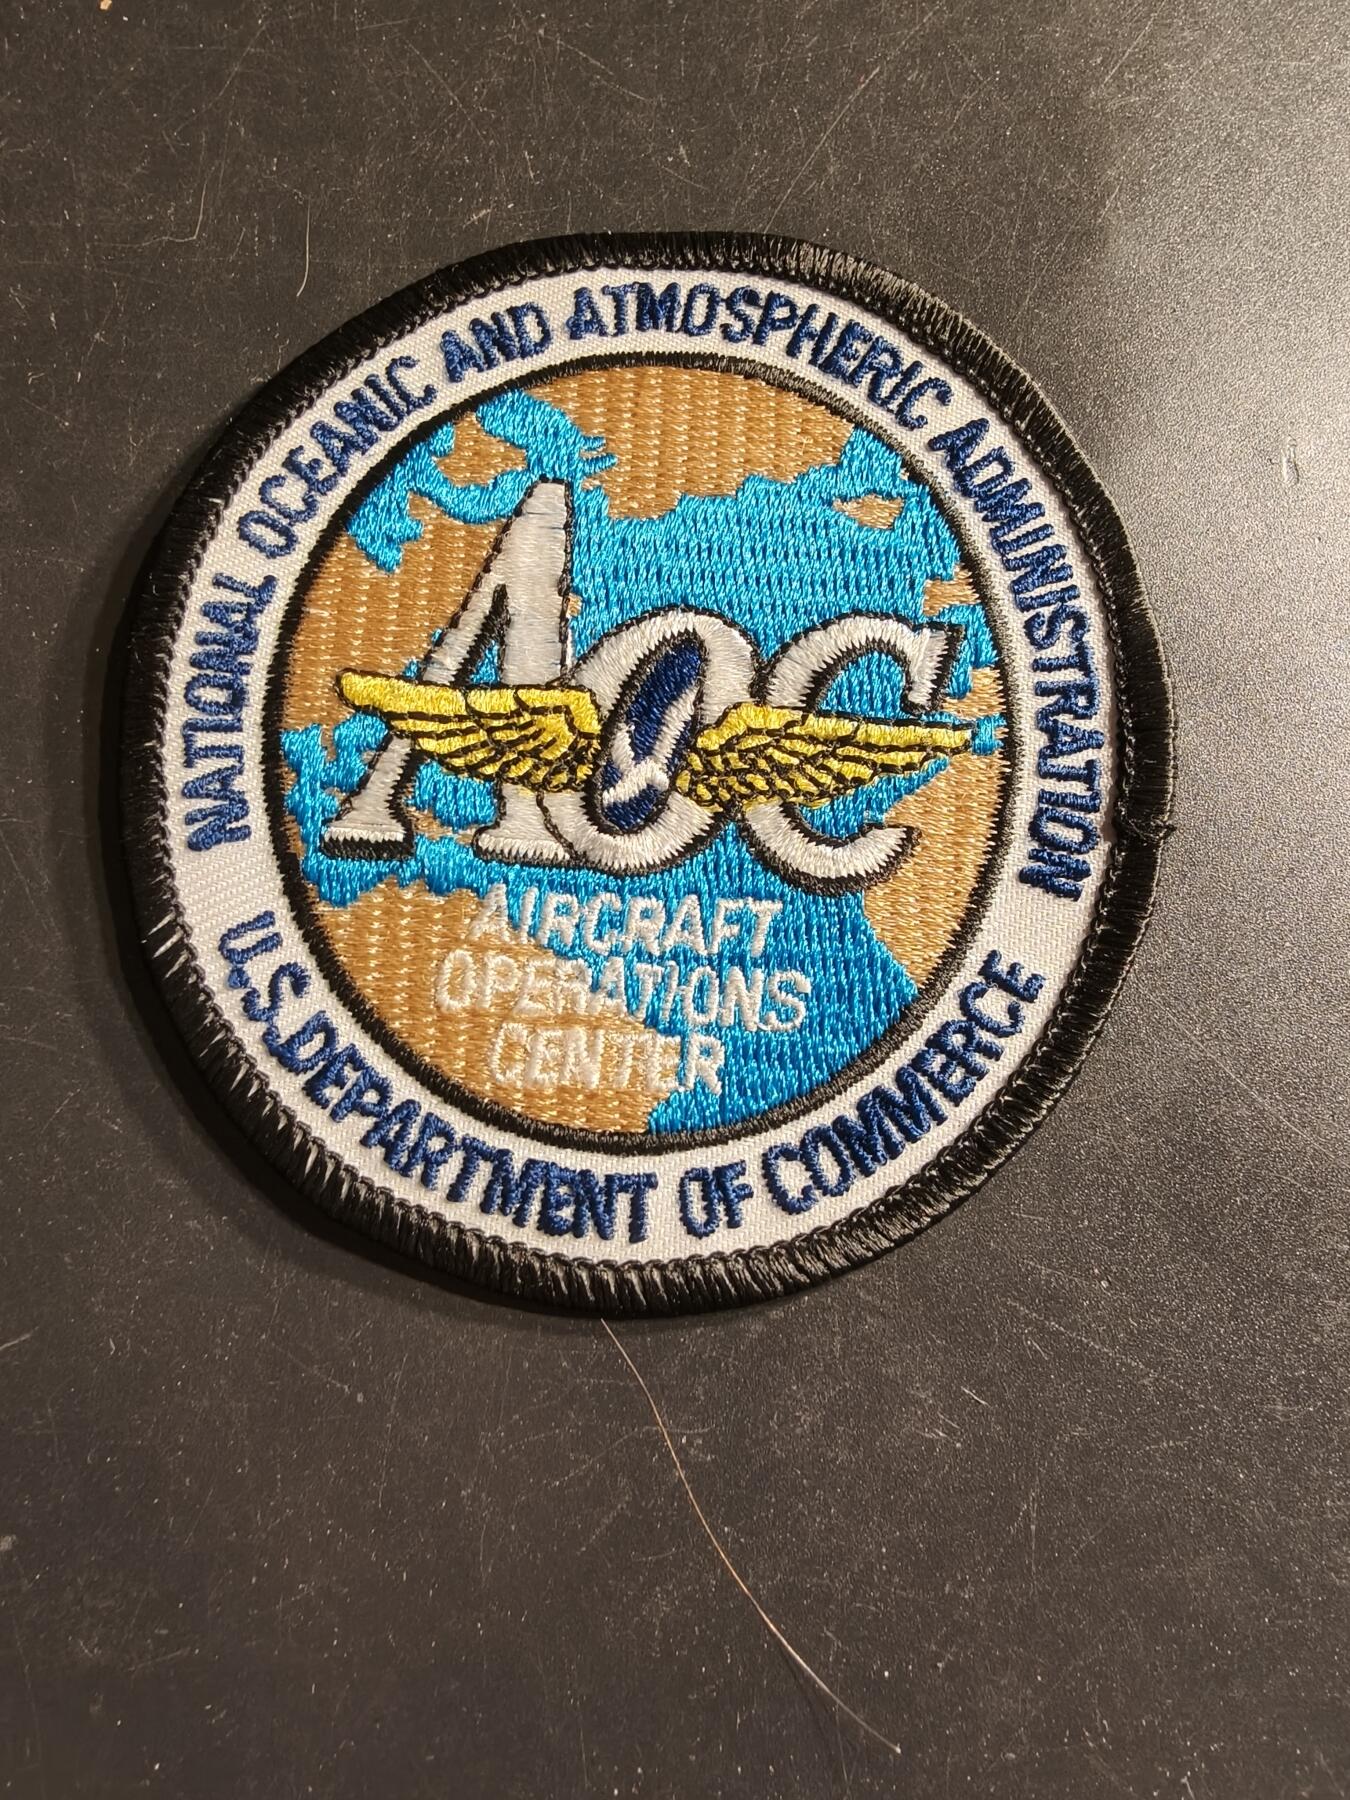 NATIONAL OCEANIC AND ATMOSPHERIC ADMINISTRATION
AOC
AIRCRAFT
OPERATIONS
CENTER
U.S.DEPARTMENT OF COMMERCE